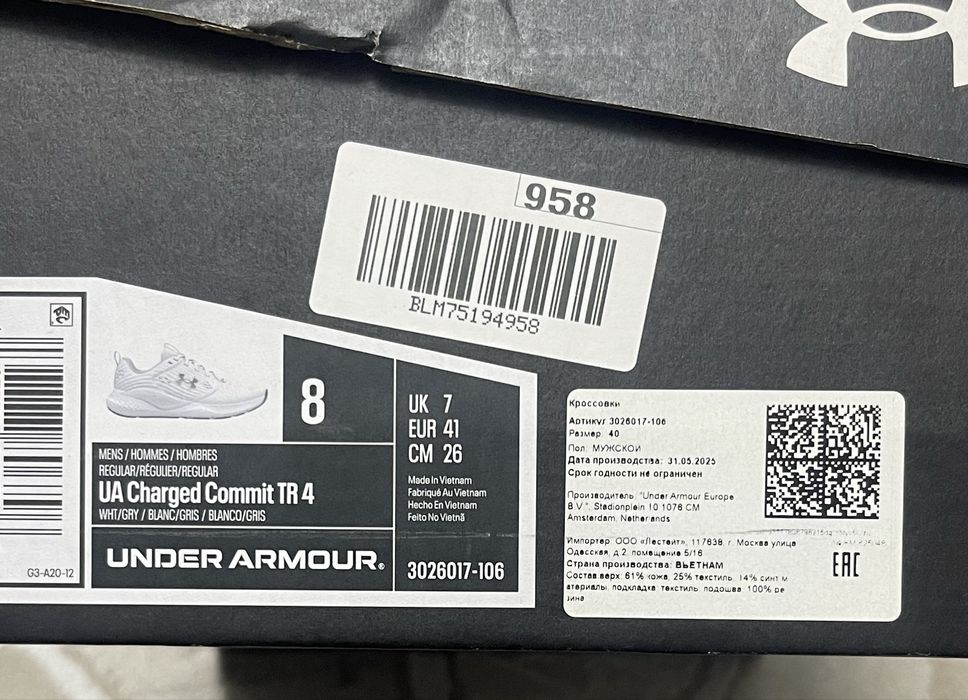 958
BLM75194958
8
UK 7
EUR 41
CM 26
MENS / HOMMES / HOMBRES
REGULAR/RÉGULIER/REGULAR
UA Charged Commit TR 4
WHT/GRY / BLANC/GRIS / BLANCO/GRIS
Made In Vietnam
Fabriqué Au Vietnam
Hecho En Vietnam
Feito No Vietnã
UNDER ARMOUR®
3026017-106
G3-A20-12
Кроссовки
Артикул 3026017-106
Размер: 40
Пол: МУЖСКОЙ
Дата производства: 31.05.2025
Срок годности не ограничен
Производитель: "Under Armour Europe
B.V.", Stadionplein 10 1076 CM
Amsterdam, Netherlands
Импортер: ООО «Лестейт», 117638, г. Москва улица
Одесская, д.2, помещение 5/16
Страна производства: ВЬЕТНАМ
Состав:верх: 61% кожа, 25% текстиль, 14% синт м
атериалы; подкладка: текстиль; подошва: 100% ре
зина
EAC